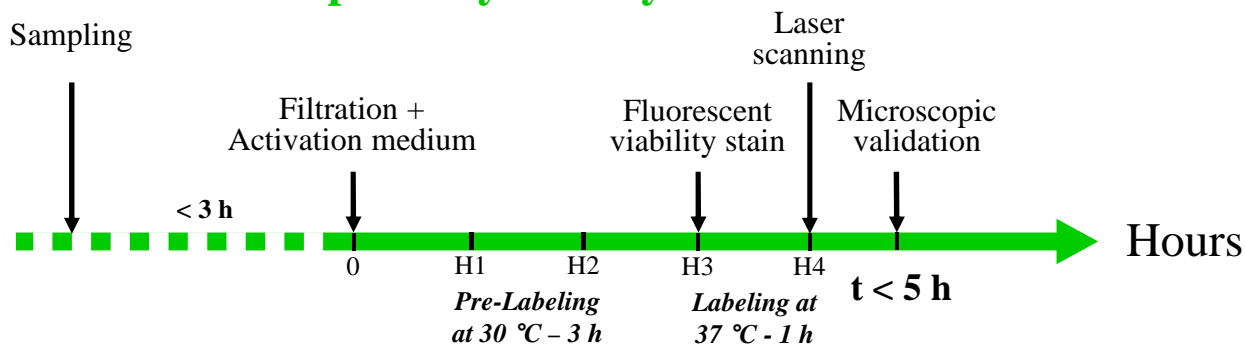 Sampling
Laser
scanning
Filtration +
Activation medium
Fluorescent
viability stain
Microscopic
validation
< 3 h
Hours
0
H1
H2
H3
H4
t < 5 h
Pre-Labeling
at 30 °C – 3 h
Labeling at
37 °C - 1 h